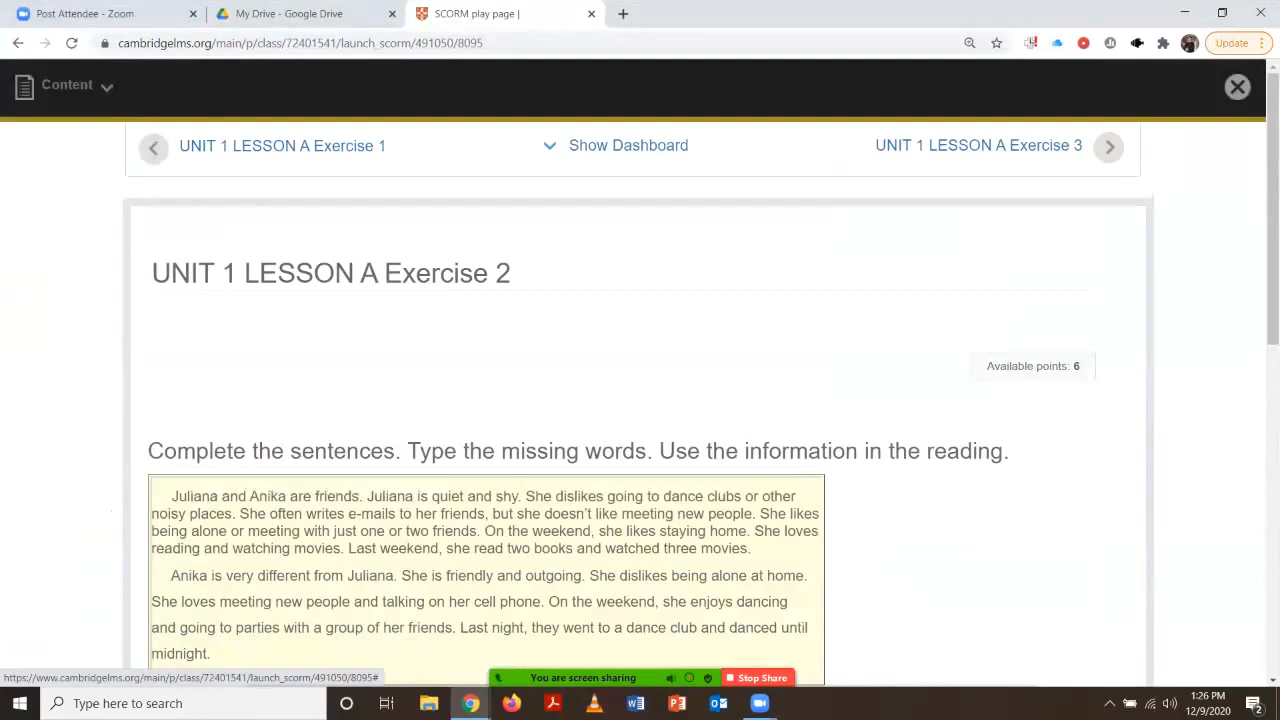 Post Attendee - Zoom
My Drive - Google Drive
SCORM play page |
cambridgelms.org/main/p/class/72401541/launch_scorm/491050/8095
Update
Content
UNIT 1 LESSON A Exercise 1
Show Dashboard
UNIT 1 LESSON A Exercise 3
UNIT 1 LESSON A Exercise 2
Available points: 6
Complete the sentences. Type the missing words. Use the information in the reading.
Juliana and Anika are friends. Juliana is quiet and shy. She dislikes going to dance clubs or other
noisy places. She often writes e-mails to her friends, but she doesn't like meeting new people. She likes
being alone or meeting with just one or two friends. On the weekend, she likes staying home. She loves
reading and watching movies. Last weekend, she read two books and watched three movies.
Anika is very different from Juliana. She is friendly and outgoing. She dislikes being alone at home.
She loves meeting new people and talking on her cell phone. On the weekend, she enjoys dancing
and going to parties with a group of her friends. Last night, they went to a dance club and danced until
midnight.
https://www.cambridgelms.org/main/p/class/72401541/launch_scorm/491050/8095#
You are screen sharing
Stop Share
Type here to search
1:26 PM
12/9/2020
2